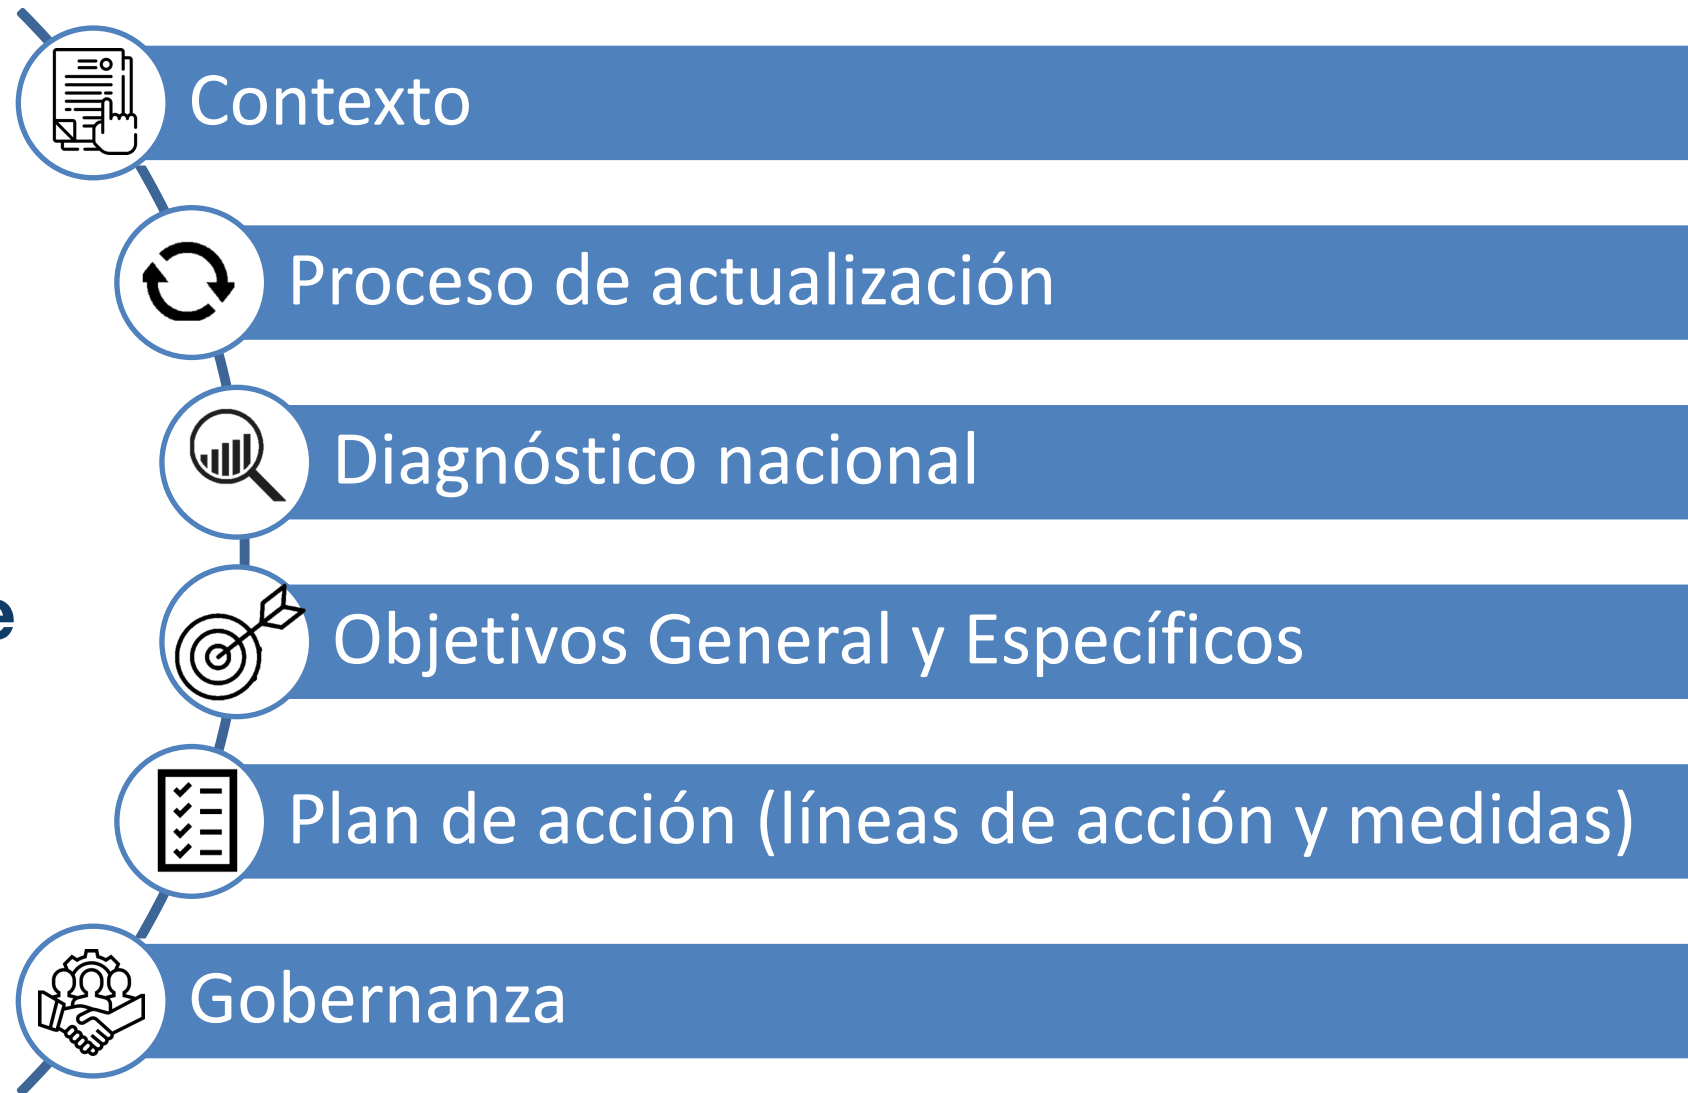 Contexto
Proceso de actualización
Diagnóstico nacional
e
Objetivos General y Específicos
Plan de acción (líneas de acción y medidas)
Gobernanza